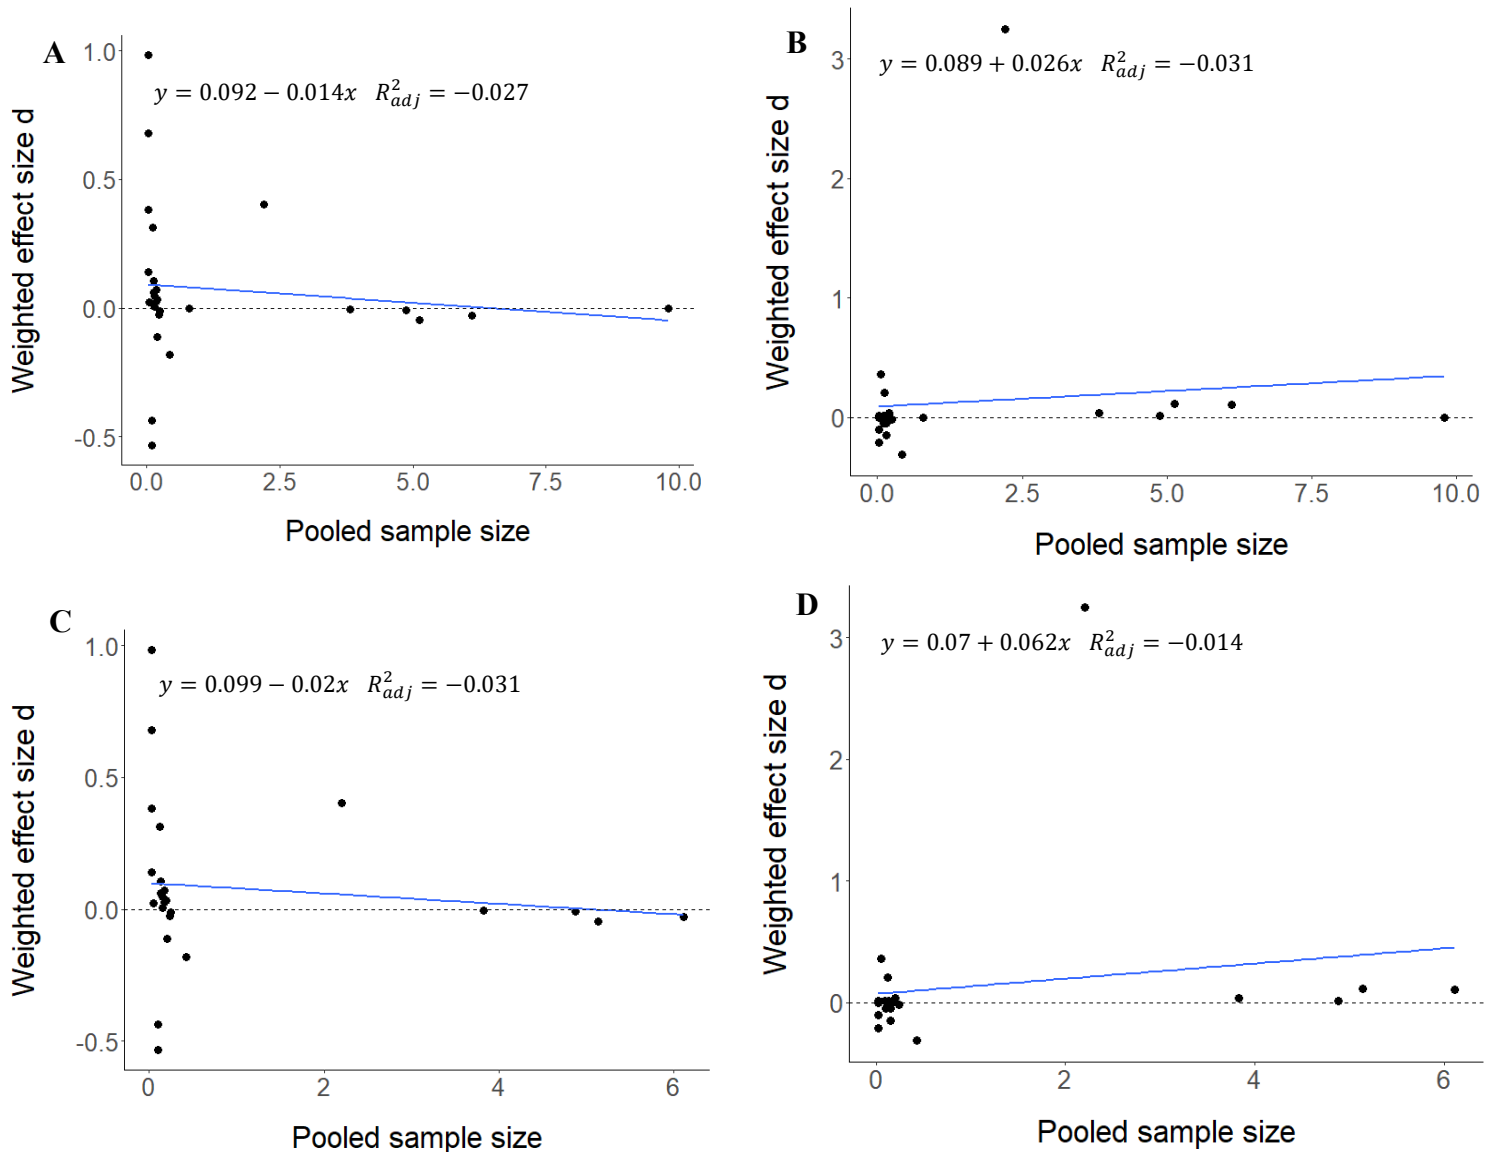 A
y = 0.092 − 0.014x R²adj = −0.027
Weighted effect size d
1.0
0.5
0.0
-0.5
0.0 2.5 5.0 7.5 10.0
Pooled sample size
B
y = 0.089 + 0.026x R²adj = −0.031
Weighted effect size d
3
2
1
0
0.0 2.5 5.0 7.5 10.0
Pooled sample size
C
y = 0.099 − 0.02x R²adj = −0.031
Weighted effect size d
1.0
0.5
0.0
-0.5
0 2 4 6
Pooled sample size
D
y = 0.07 + 0.062x R²adj = −0.014
Weighted effect size d
3
2
1
0
0 2 4 6
Pooled sample size